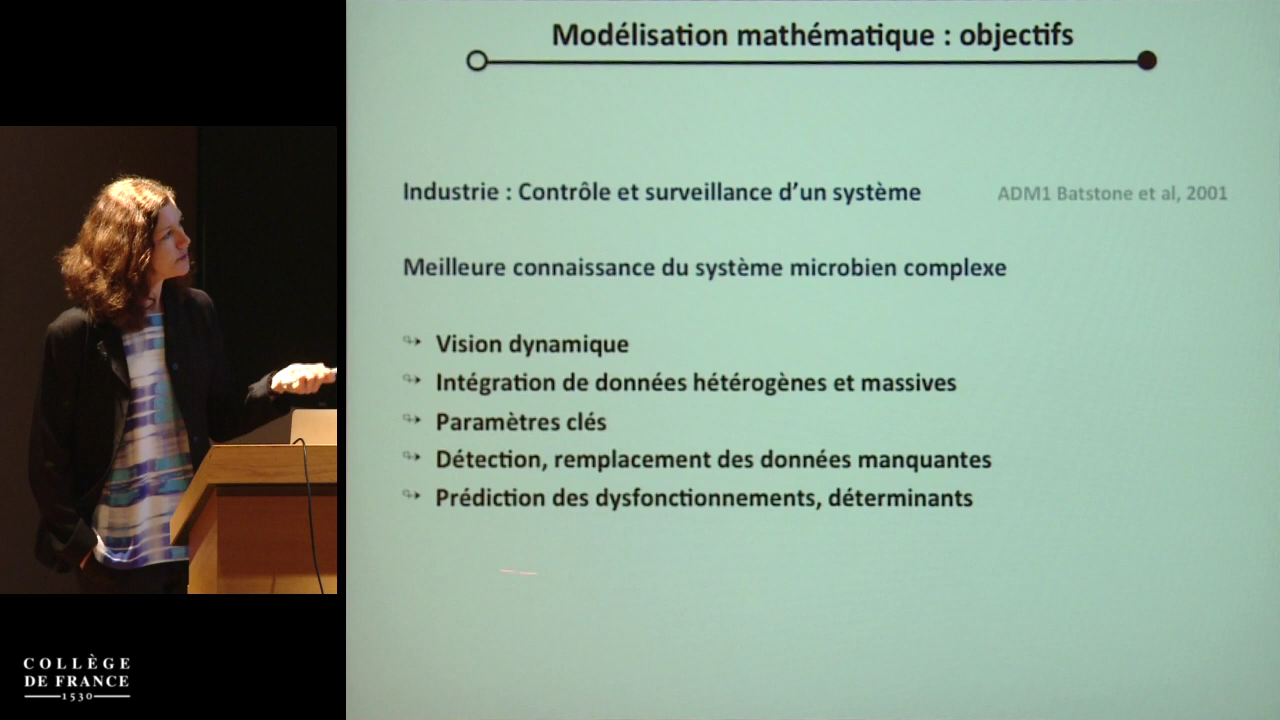 Modélisation mathématique : objectifs
Industrie : Contrôle et surveillance d’un système ADM1 Batstone et al, 2001
Meilleure connaissance du système microbien complexe
Vision dynamique
Intégration de données hétérogènes et massives
Paramètres clés
Détection, remplacement des données manquantes
Prédiction des dysfonctionnements, déterminants
COLLÈGE
DE FRANCE
1530